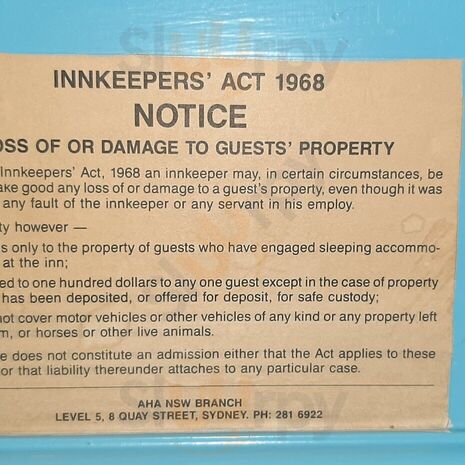 INNKEEPERS' ACT 1968
NOTICE
OSS OF OR DAMAGE TO GUESTS' PROPERTY
Innkeepers' Act, 1968 an innkeeper may, in certain circumstances, be
ake good any loss of or damage to a guest's property, even though it was
any fault of the innkeeper or any servant in his employ.
ty however —
s only to the property of guests who have engaged sleeping accommo-
at the inn;
ed to one hundred dollars to any one guest except in the case of property
has been deposited, or offered for deposit, for safe custody;
not cover motor vehicles or other vehicles of any kind or any property left
m, or horses or other live animals.
e does not constitute an admission either that the Act applies to these
or that liability thereunder attaches to any particular case.
AHA NSW BRANCH
LEVEL 5, 8 QUAY STREET, SYDNEY. PH: 281 6922
sluurpy